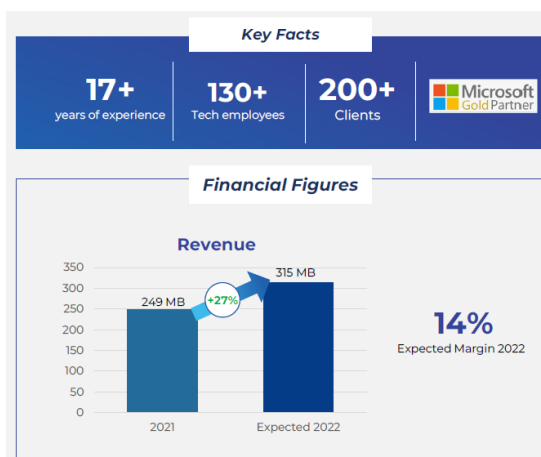 Key Facts
17+
years of experience
130+
Tech employees
200+
Clients
Microsoft
Gold Partner
Financial Figures
Revenue
350
300
250
200
150
100
50
0
249 MB
+27%
315 MB
2021
Expected 2022
14%
Expected Margin 2022